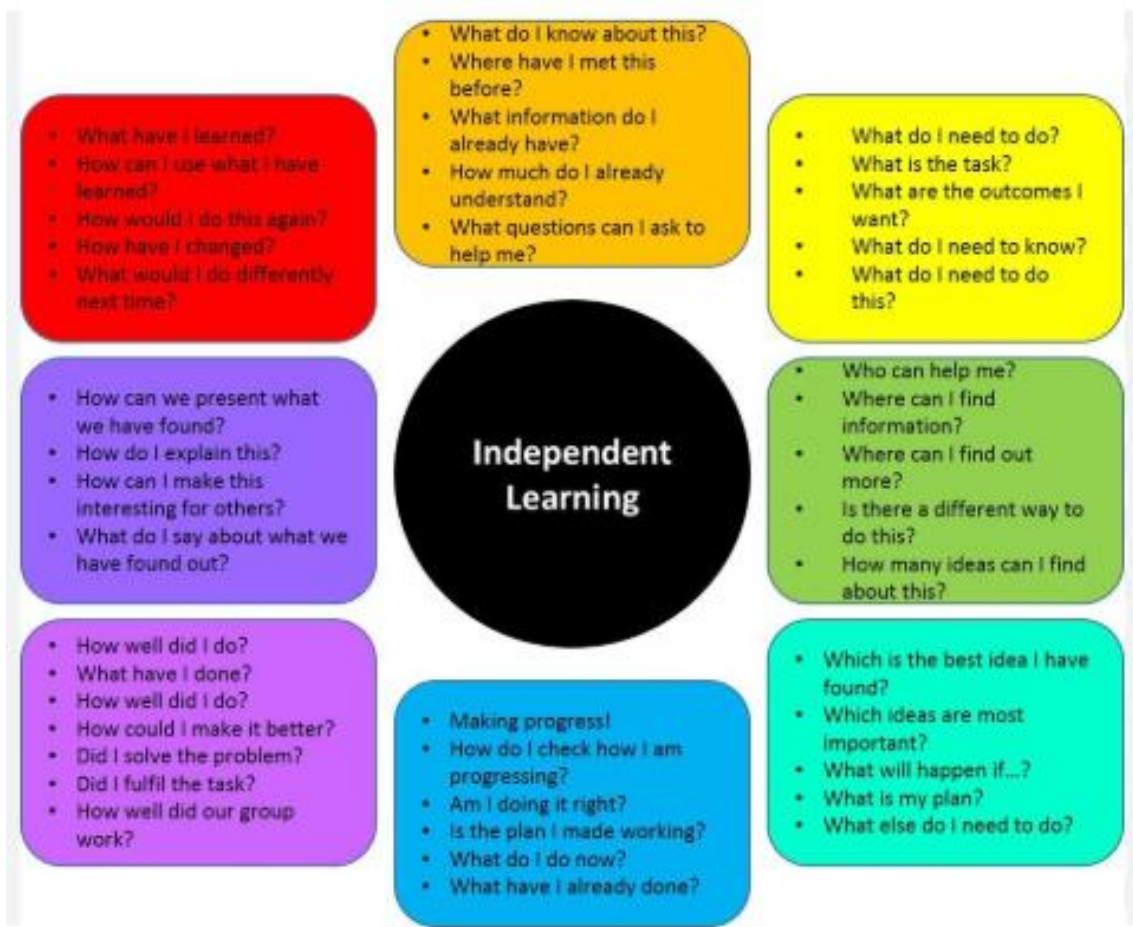 • What do I know about this?
• Where have I met this
before?
• What information do I
already have?
• How much do I already
understand?
• What questions can I ask to
help me?
• What do I need to do?
• What is the task?
• What are the outcomes I
want?
• What do I need to know?
• What do I need to do
this?
• Who can help me?
• Where can I find
information?
• Where can I find out
more?
• Is there a different way to
do this?
• How many ideas can I find
about this?
• Which is the best idea I have
found?
• Which ideas are most
important?
• What will happen if...?
• What is my plan?
• What else do I need to do?
• Making progress!
• How do I check how I am
progressing?
• Am I doing it right?
• Is the plan I made working?
• What do I do now?
• What have I already done?
• How well did I do?
• What have I done?
• How well did I do?
• How could I make it better?
• Did I solve the problem?
• Did I fulfil the task?
• How well did our group
work?
• How can we present what
we have found?
• How do I explain this?
• How can I make this
interesting for others?
• What do I say about what we
have found out?
• What have I learned?
• How can I use what I have
learned?
• How would I do this again?
• How have I changed?
• What would I do differently
next time?
Independent
Learning